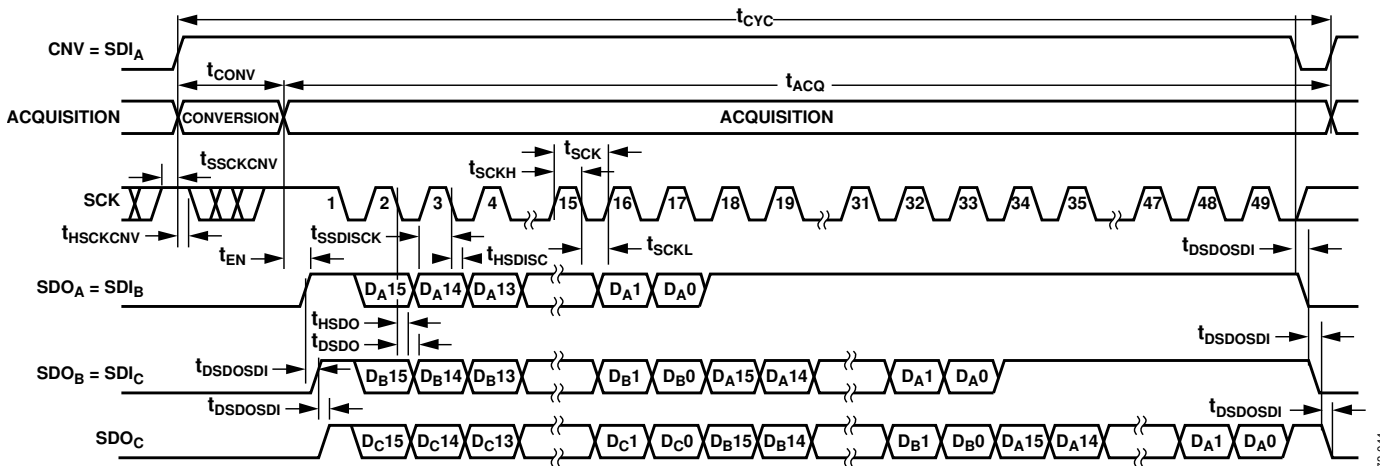 tCYC
CNV = SDIA
tCONV
tACQ
ACQUISITION CONVERSION ACQUISITION
tSSCKCNV
tSCK
tSCKH
SCK 1 2 3 4 15 16 17 18 19 31 32 33 34 35 47 48 49
tHSCKCNV
tSSDISCK
tEN
tHSDISC
tSCKL
tDSDOSDI
SDOA = SDIB DA15 DA14 DA13 DA1 DA0
tHSDO
tDSDO
tDSDOSDI
tDSDOSDI
SDOB = SDIC DB15 DB14 DB13 DB1 DB0 DA15 DA14 DA1 DA0
tDSDOSDI
tDSDOSDI
SDOC DC15 DC14 DC13 DC1 DC0 DB15 DB14 DB1 DB0 DA15 DA14 DA1 DA0